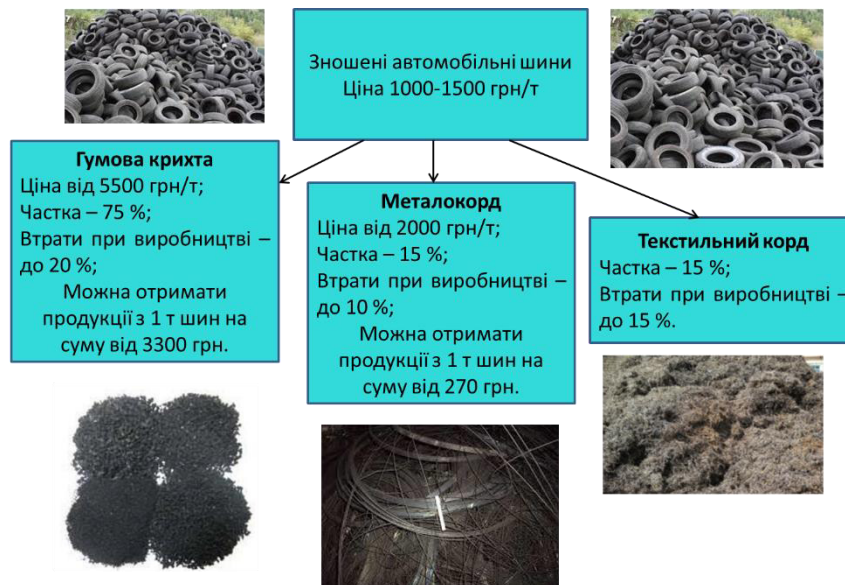 Зношені автомобільні шини
Ціна 1000-1500 грн/т
Гумова крихта
Ціна від 5500 грн/т;
Частка – 75 %;
Втрати при виробництві –
до 20 %;
Можна отримати
продукції з 1 т шин на
суму від 3300 грн.
Металокорд
Ціна від 2000 грн/т;
Частка – 15 %;
Втрати при виробництві –
до 10 %;
Можна отримати
продукції з 1 т шин на
суму від 270 грн.
Текстильний корд
Частка – 15 %;
Втрати при виробництві –
до 15 %.